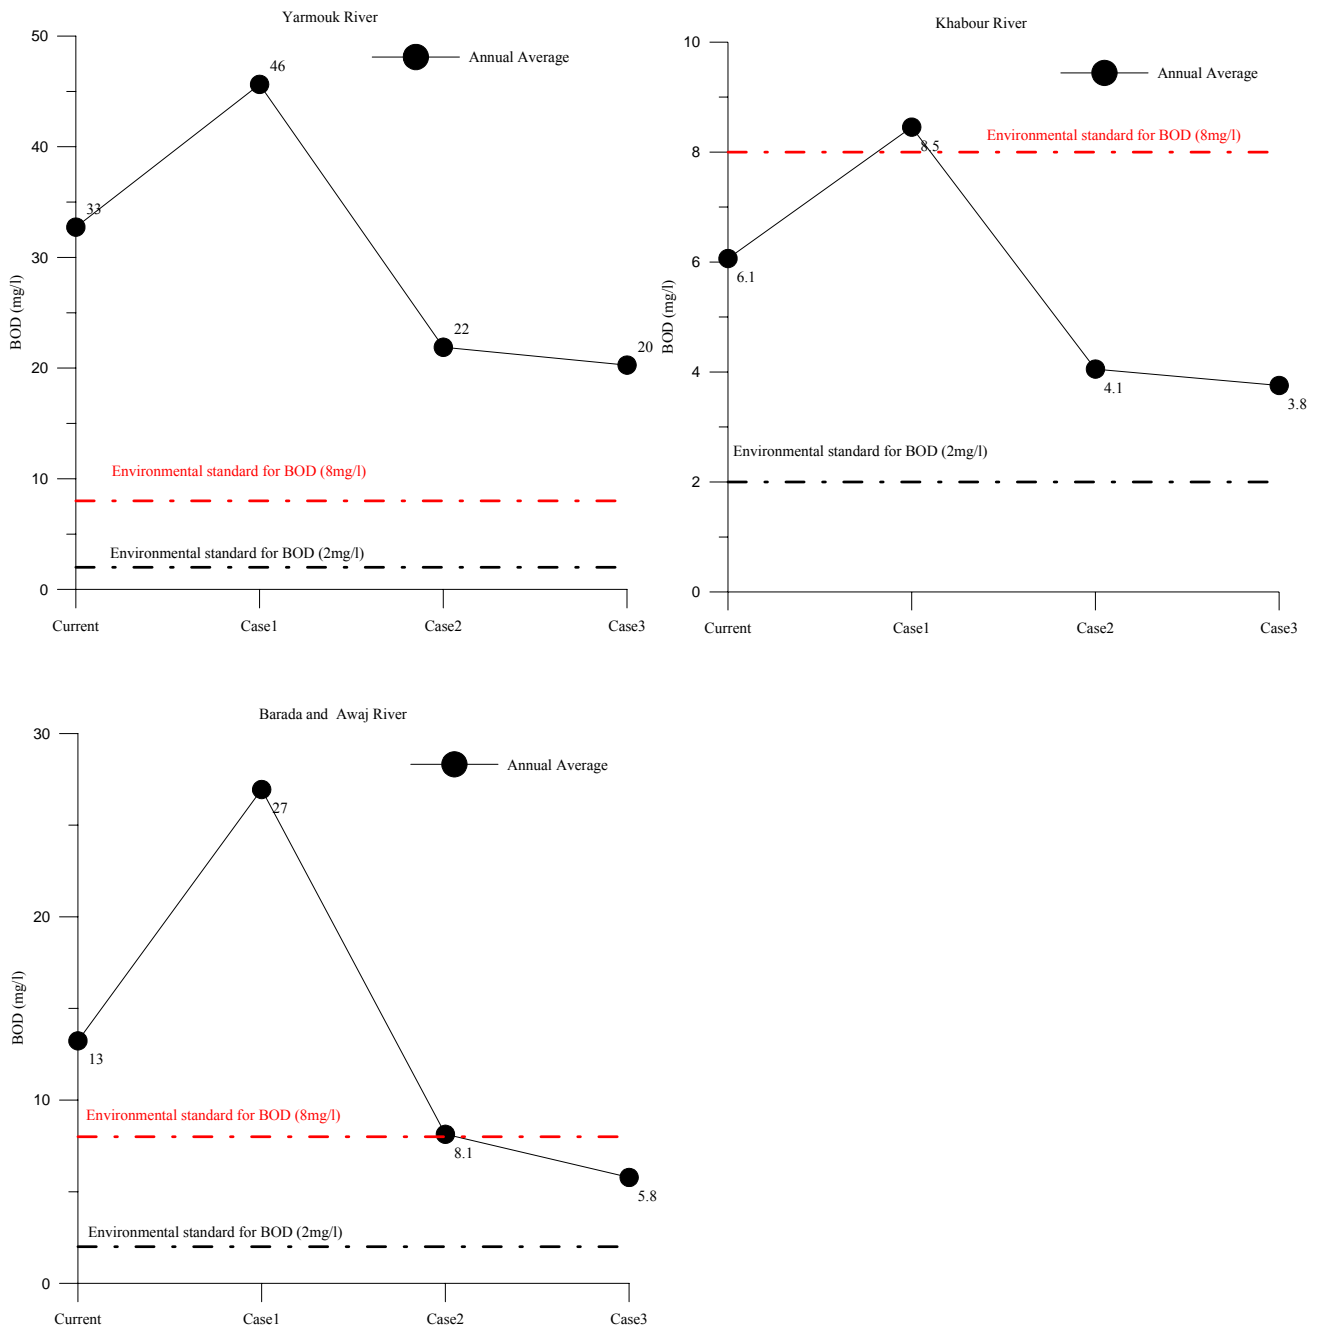 Yarmouk River
50
Annual Average
46
40
33
30
BOD (mg/l)
22
20
20
Environmental standard for BOD (8mg/l)
10
Environmental standard for BOD (2mg/l)
0
Current Case1 Case2 Case3
Khabour River
10
Annual Average
Environmental standard for BOD (8mg/l)
8.5
8
6
6.1
BOD (mg/l)
4
4.1
3.8
Environmental standard for BOD (2mg/l)
2
0
Current Case1 Case2 Case3
Barada and Awaj River
30
Annual Average
27
20
BOD (mg/l)
13
10
Environmental standard for BOD (8mg/l)
8.1
5.8
Environmental standard for BOD (2mg/l)
0
Current Case1 Case2 Case3